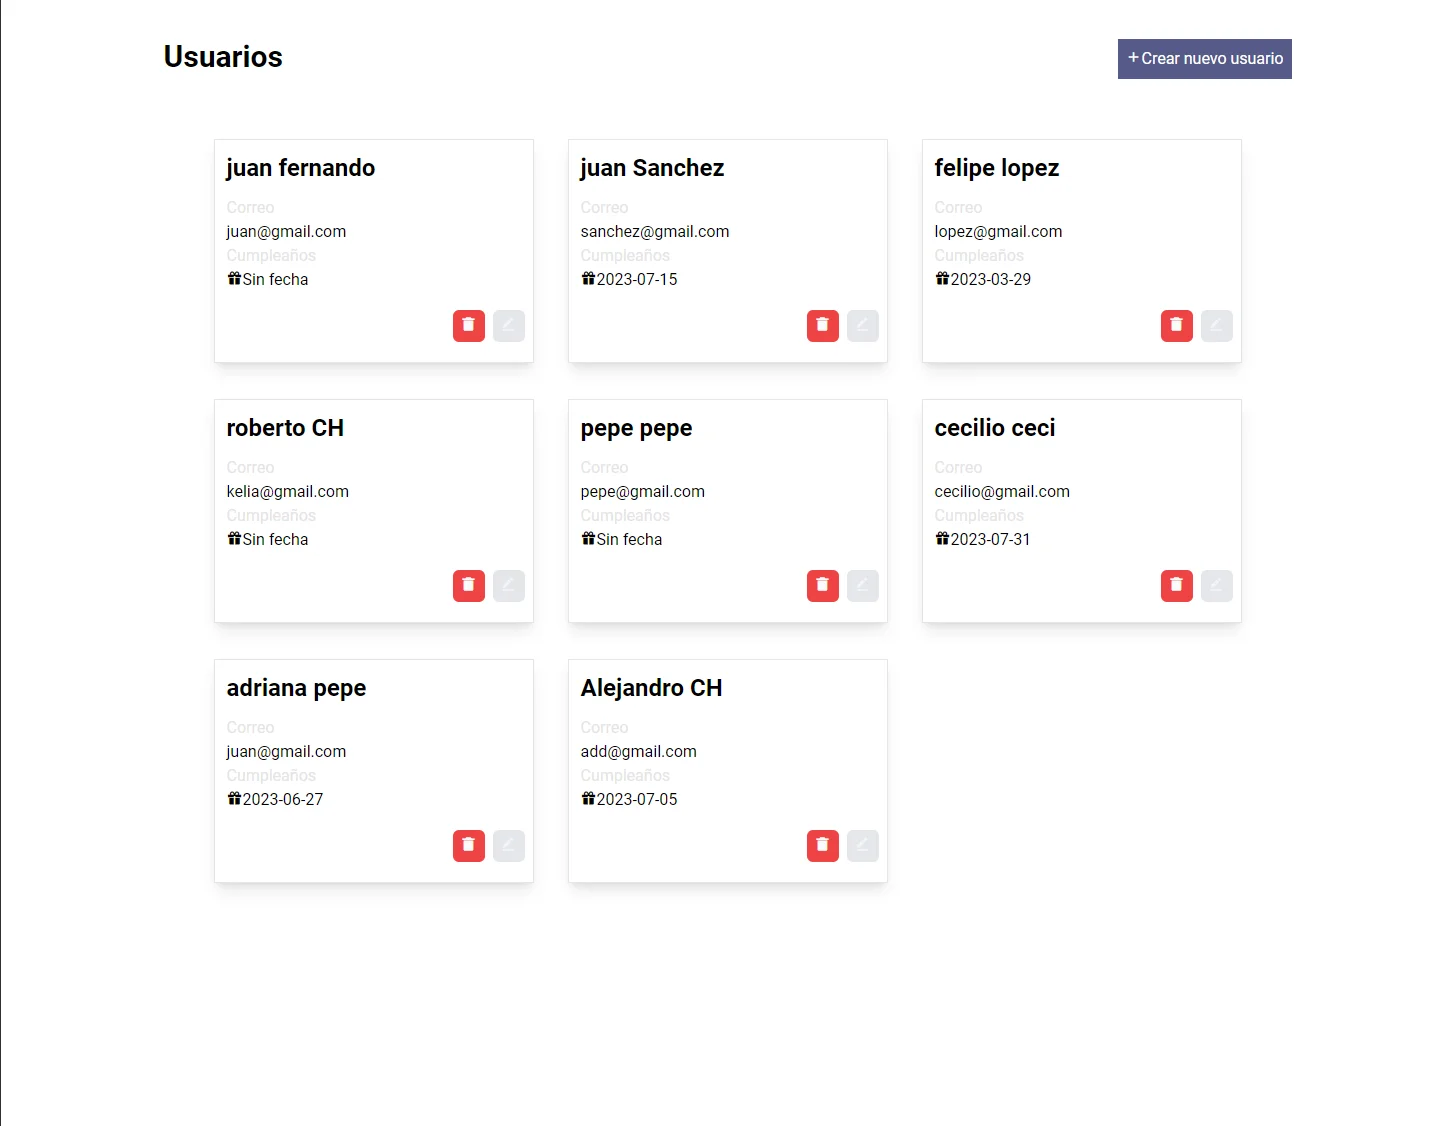 Usuarios
+Crear nuevo usuario
juan fernando
Correo
juan@gmail.com
Cumpleaños
Sin fecha
juan Sanchez
Correo
sanchez@gmail.com
Cumpleaños
2023-07-15
felipe lopez
Correo
lopez@gmail.com
Cumpleaños
2023-03-29
roberto CH
Correo
kelia@gmail.com
Cumpleaños
Sin fecha
pepe pepe
Correo
pepe@gmail.com
Cumpleaños
Sin fecha
cecilio ceci
Correo
cecilio@gmail.com
Cumpleaños
2023-07-31
adriana pepe
Correo
juan@gmail.com
Cumpleaños
2023-06-27
Alejandro CH
Correo
add@gmail.com
Cumpleaños
2023-07-05